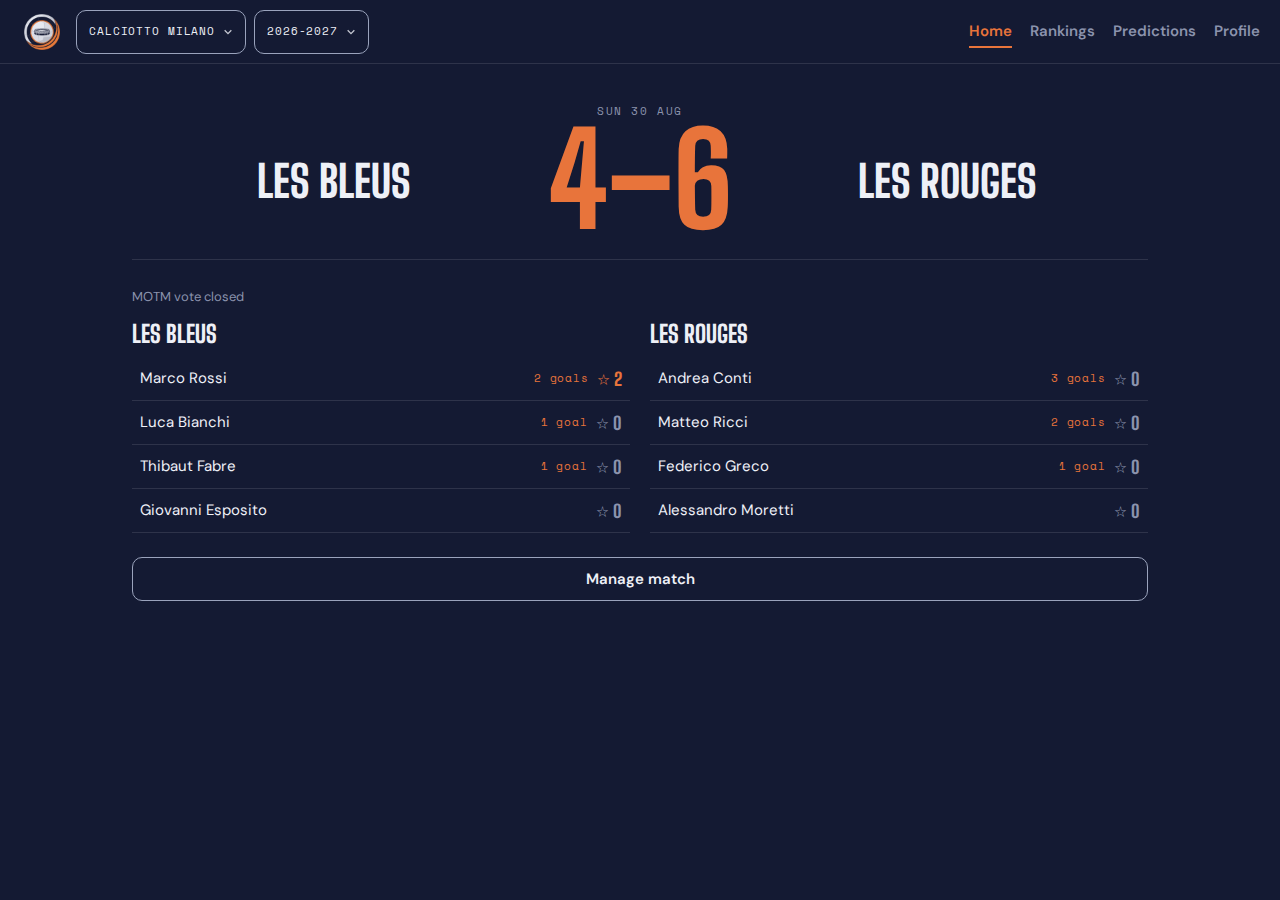 CALCIOTTO MILANO
2026-2027
Home
Rankings
Predictions
Profile
SUN 30 AUG
LES BLEUS
4–6
LES ROUGES
MOTM vote closed
LES BLEUS
Marco Rossi 2 goals ☆ 2
Luca Bianchi 1 goal ☆ 0
Thibaut Fabre 1 goal ☆ 0
Giovanni Esposito ☆ 0
LES ROUGES
Andrea Conti 3 goals ☆ 0
Matteo Ricci 2 goals ☆ 0
Federico Greco 1 goal ☆ 0
Alessandro Moretti ☆ 0
Manage match